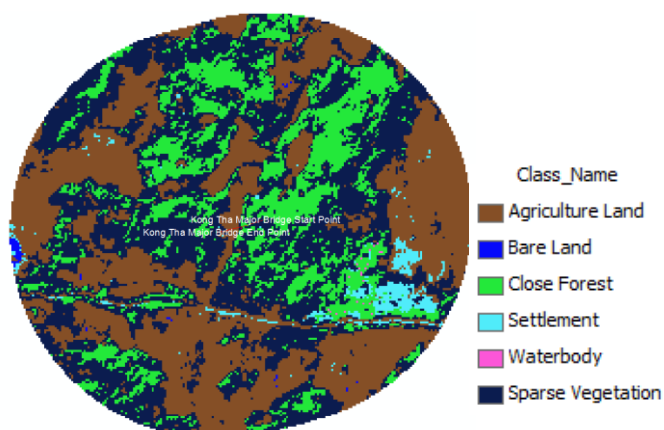 Kong Tha Major Bridge Start Point
Kong Tha Major Bridge End Point
Class_Name
Agriculture Land
Bare Land
Close Forest
Settlement
Waterbody
Sparse Vegetation